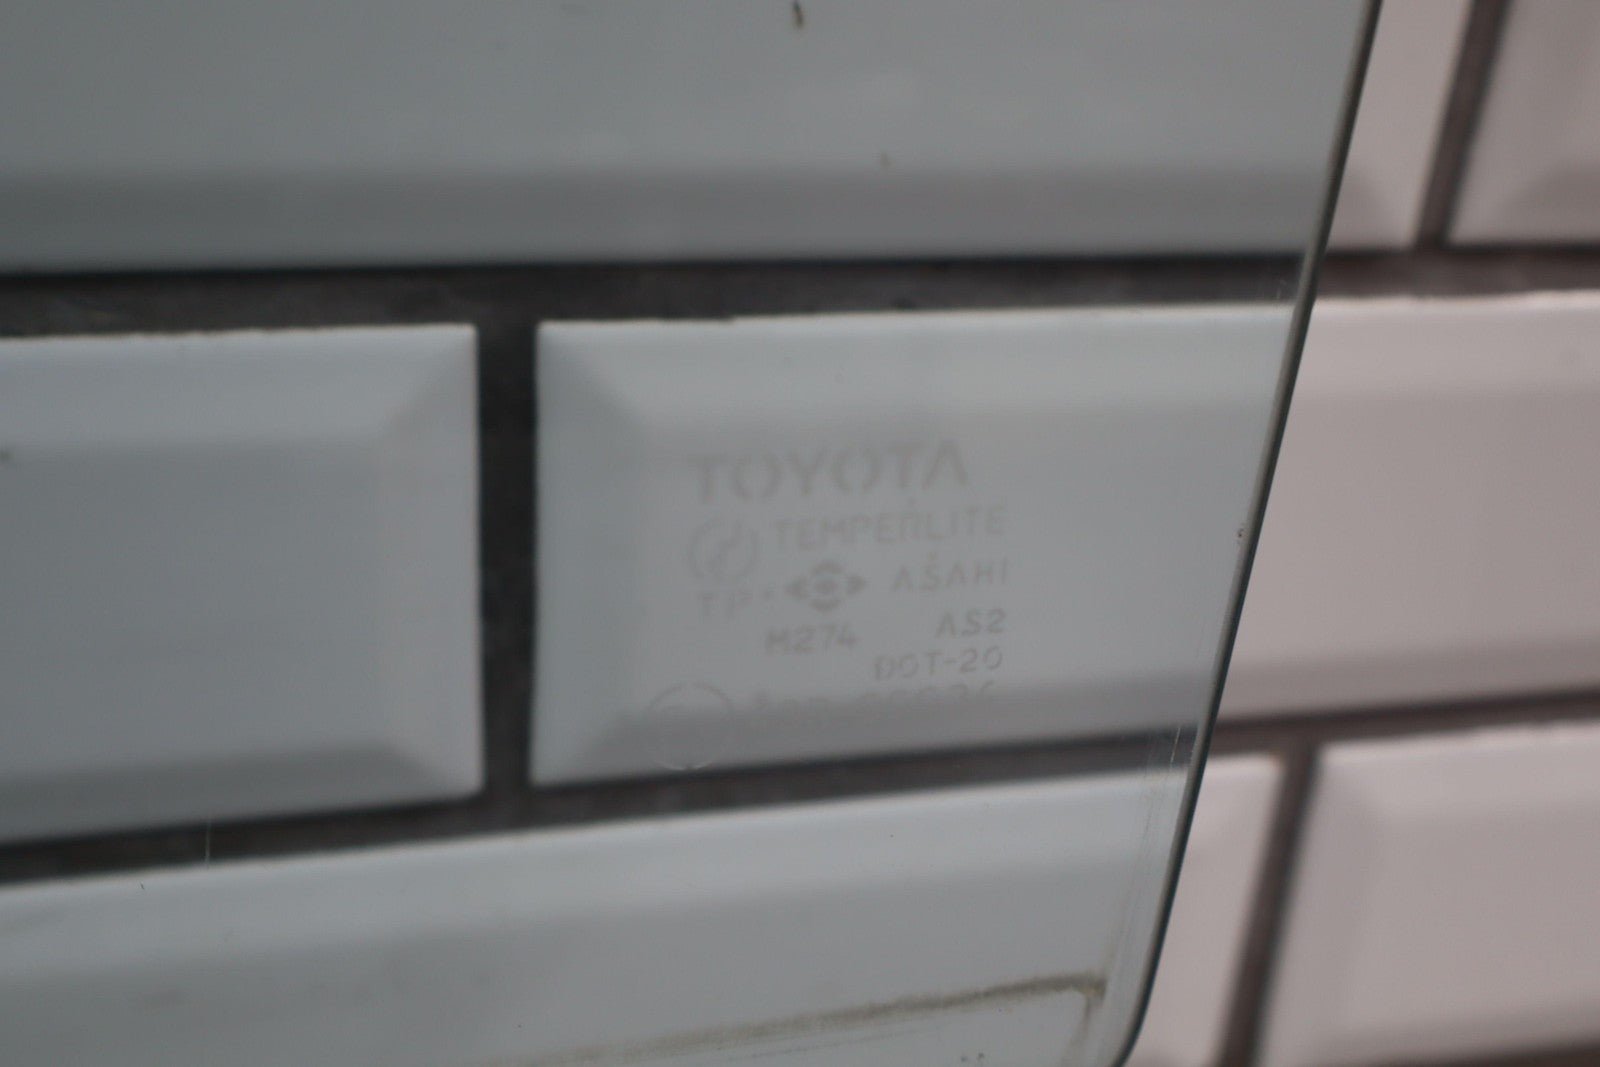 TOYOTA
TEMPERLITE
TP ASAHI
M274 AS2
DOT-20